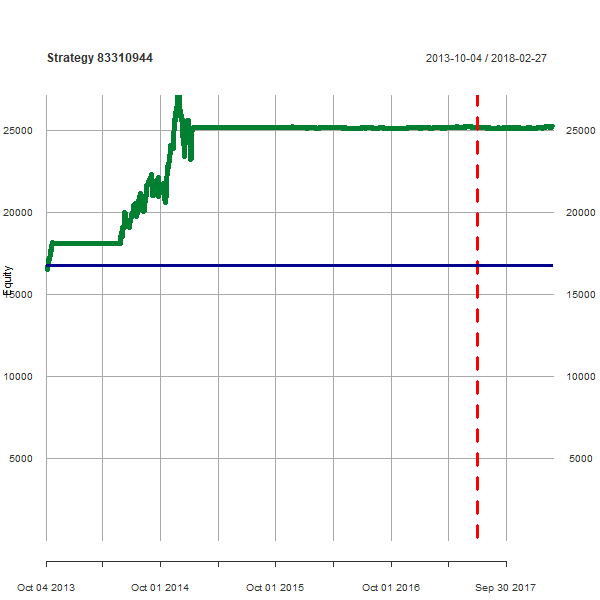 Strategy 83310944
2013-10-04 / 2018-02-27
25000 25000
20000 20000
Equity
15000 15000
10000 10000
5000 5000
Oct 04 2013 Oct 01 2014 Oct 01 2015 Oct 01 2016 Sep 30 2017